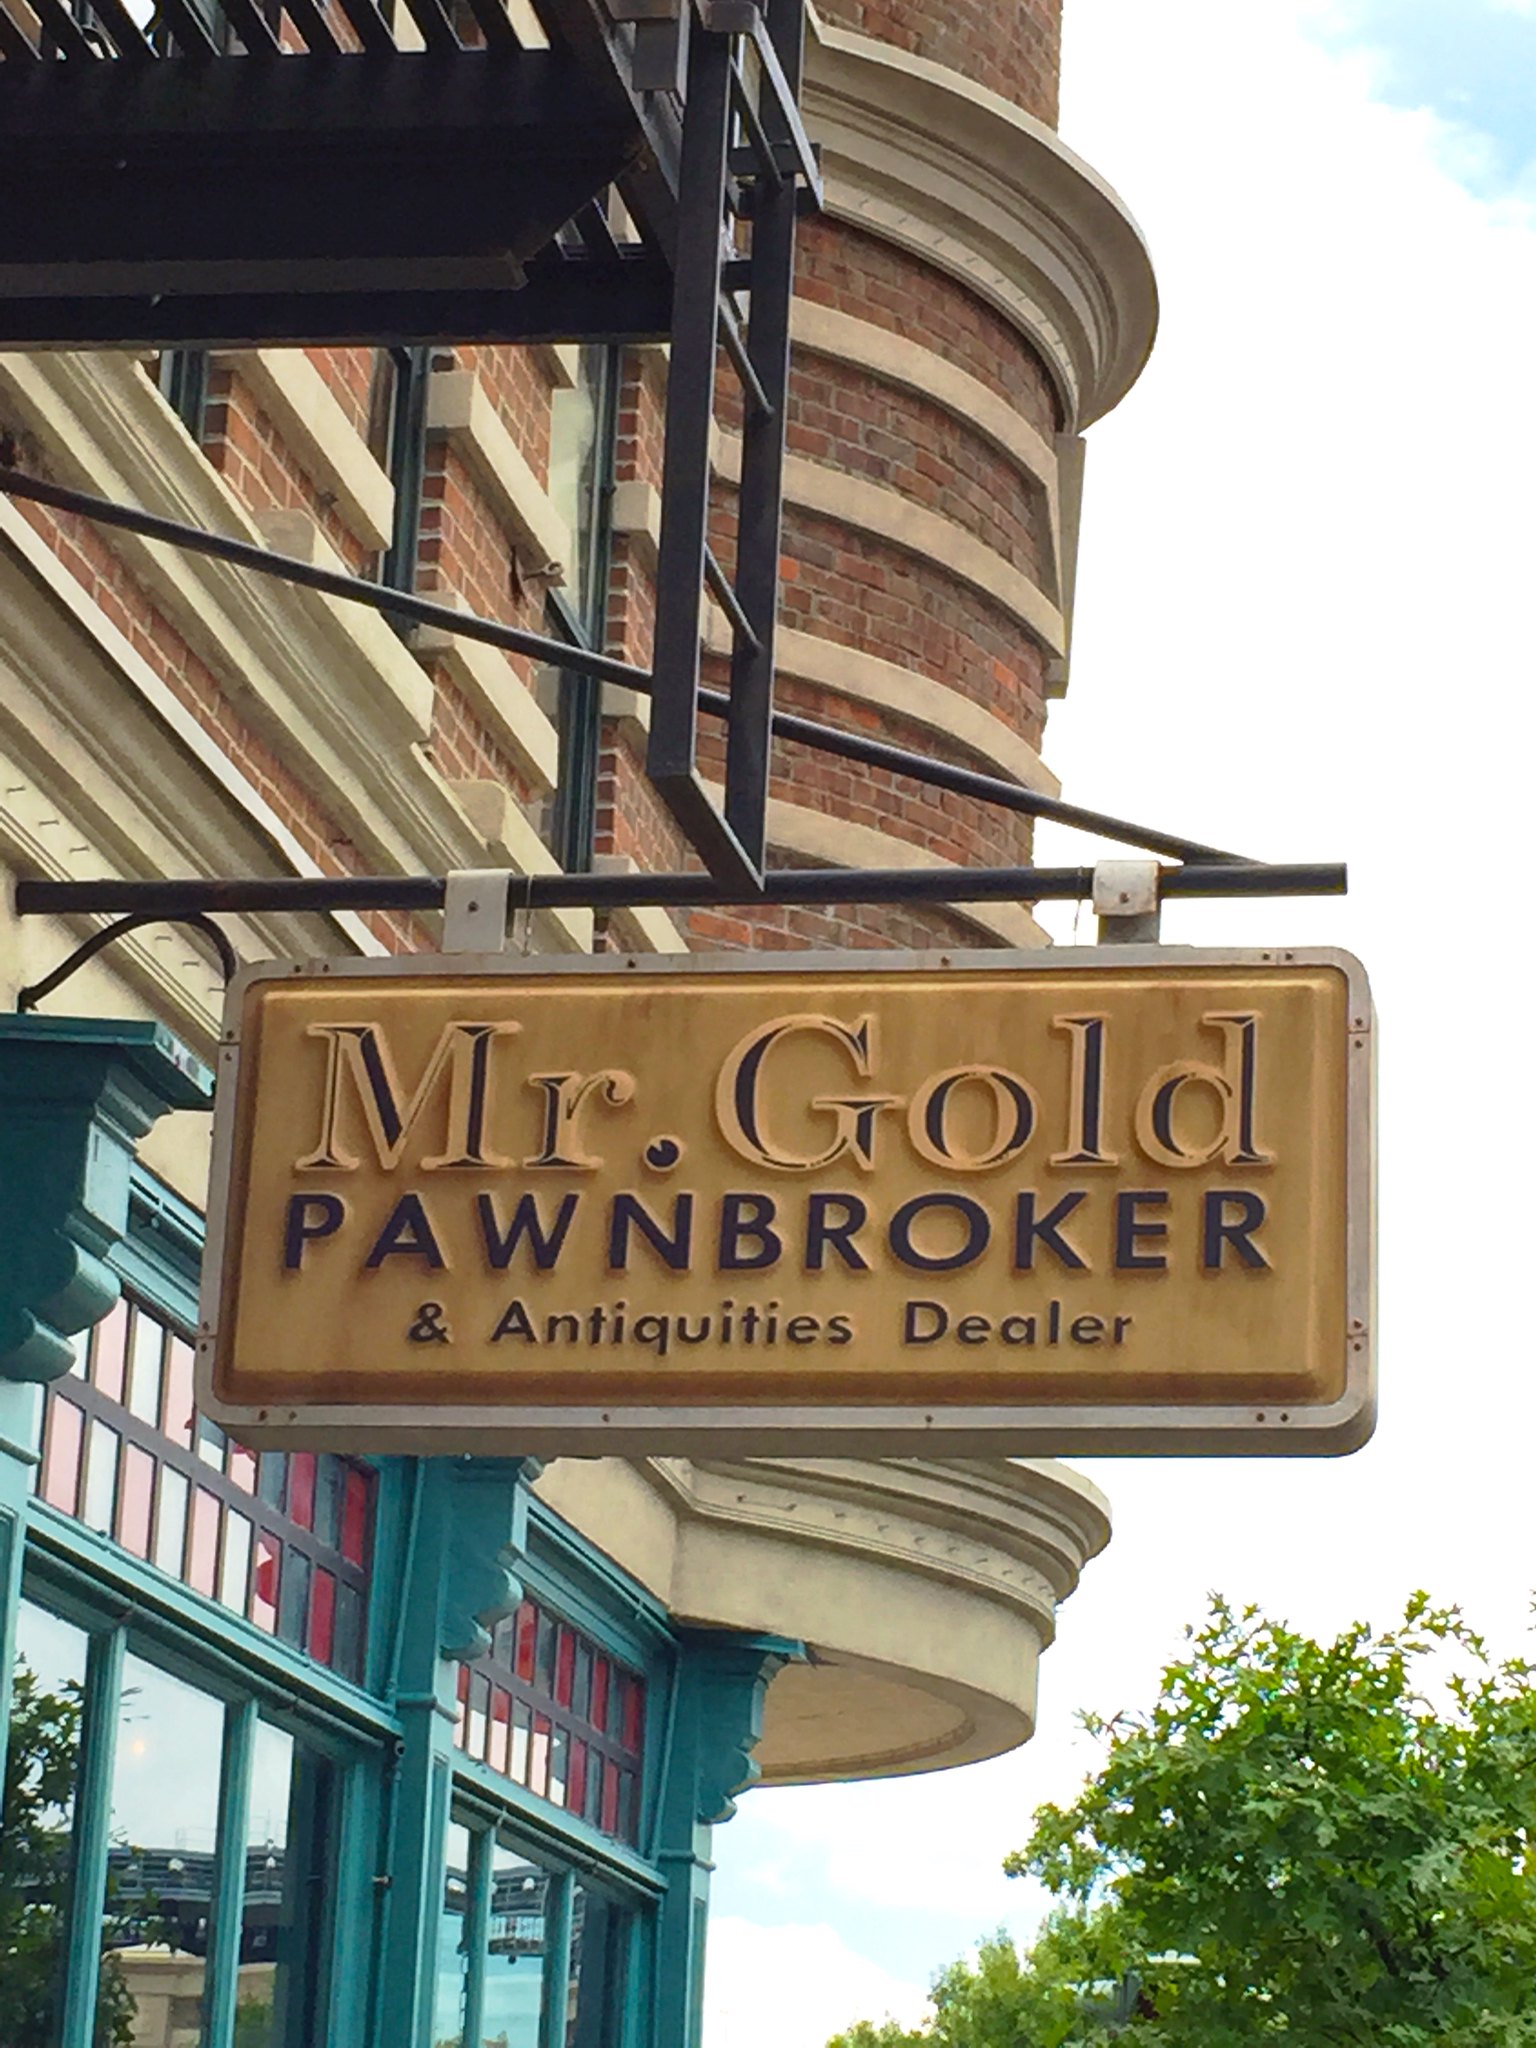 Mr. Gold
PAWNBROKER
& Antiquities Dealer